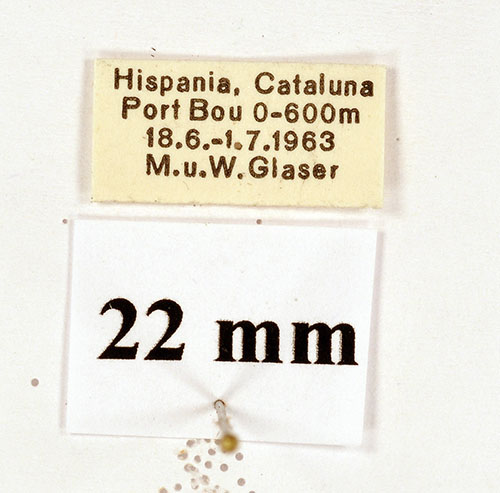 Hispania, Cataluna
Port Bou 0-600m
18.6.-1.7.1963
M.u.W.Glaser
22 mm